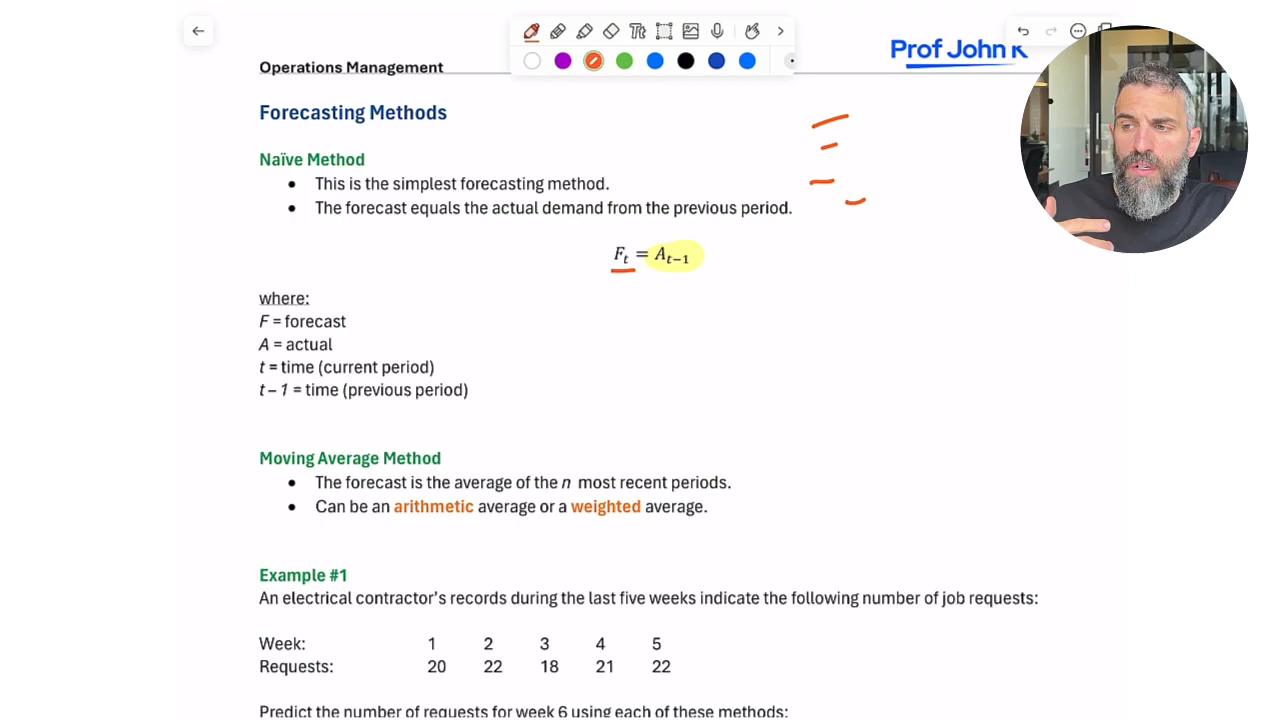 Prof John K
Operations Management
Forecasting Methods
Naïve Method
• This is the simplest forecasting method.
• The forecast equals the actual demand from the previous period.
Fₜ = Aₜ₋₁
where:
F = forecast
A = actual
t = time (current period)
t – 1 = time (previous period)
Moving Average Method
• The forecast is the average of the n most recent periods.
• Can be an arithmetic average or a weighted average.
Example #1
An electrical contractor’s records during the last five weeks indicate the following number of job requests:
Week: 1 2 3 4 5
Requests: 20 22 18 21 22
Predict the number of requests for week 6 using each of these methods: